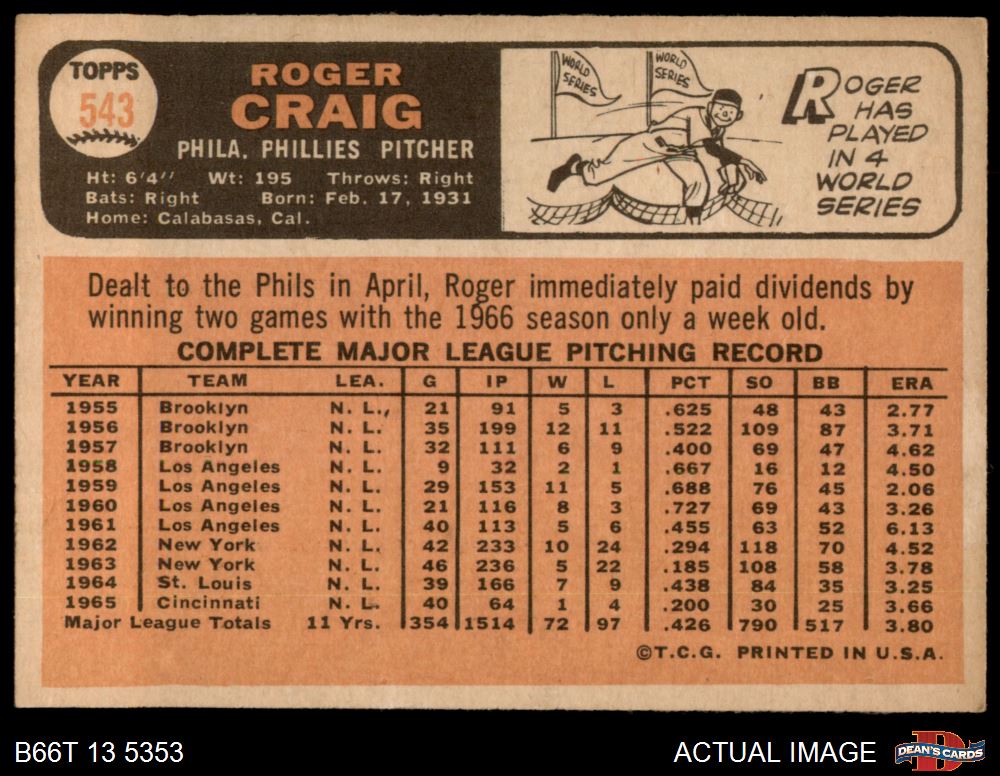 TOPPS
543
ROGER
CRAIG
PHILA. PHILLIES PITCHER
Ht: 6'4" Wt: 195 Throws: Right
Bats: Right Born: Feb. 17, 1931
Home: Calabasas, Cal.
WORLD SERIES
WORLD SERIES
ROGER
HAS
PLAYED
IN 4
WORLD
SERIES
Dealt to the Phils in April, Roger immediately paid dividends by
winning two games with the 1966 season only a week old.
COMPLETE MAJOR LEAGUE PITCHING RECORD
YEAR TEAM LEA. G IP W L PCT SO BB ERA
1955 Brooklyn N. L. 21 91 5 3 .625 48 43 2.77
1956 Brooklyn N. L. 35 199 12 11 .522 109 87 3.71
1957 Brooklyn N. L. 32 111 6 9 .400 69 47 4.62
1958 Los Angeles N. L. 9 32 2 1 .667 16 12 4.50
1959 Los Angeles N. L. 29 153 11 5 .688 76 45 2.06
1960 Los Angeles N. L. 21 116 8 3 .727 69 43 3.26
1961 Los Angeles N. L. 40 113 5 6 .455 63 52 6.13
1962 New York N. L. 42 233 10 24 .294 118 70 4.52
1963 New York N. L. 46 236 5 22 .185 108 58 3.78
1964 St. Louis N. L. 39 166 7 9 .438 84 35 3.25
1965 Cincinnati N. L. 40 64 1 4 .200 30 25 3.66
Major League Totals 11 Yrs. 354 1514 72 97 .426 790 517 3.80
©T.C.G. PRINTED IN U.S.A.
B66T 13 5353
ACTUAL IMAGE
DEAN'S CARDS